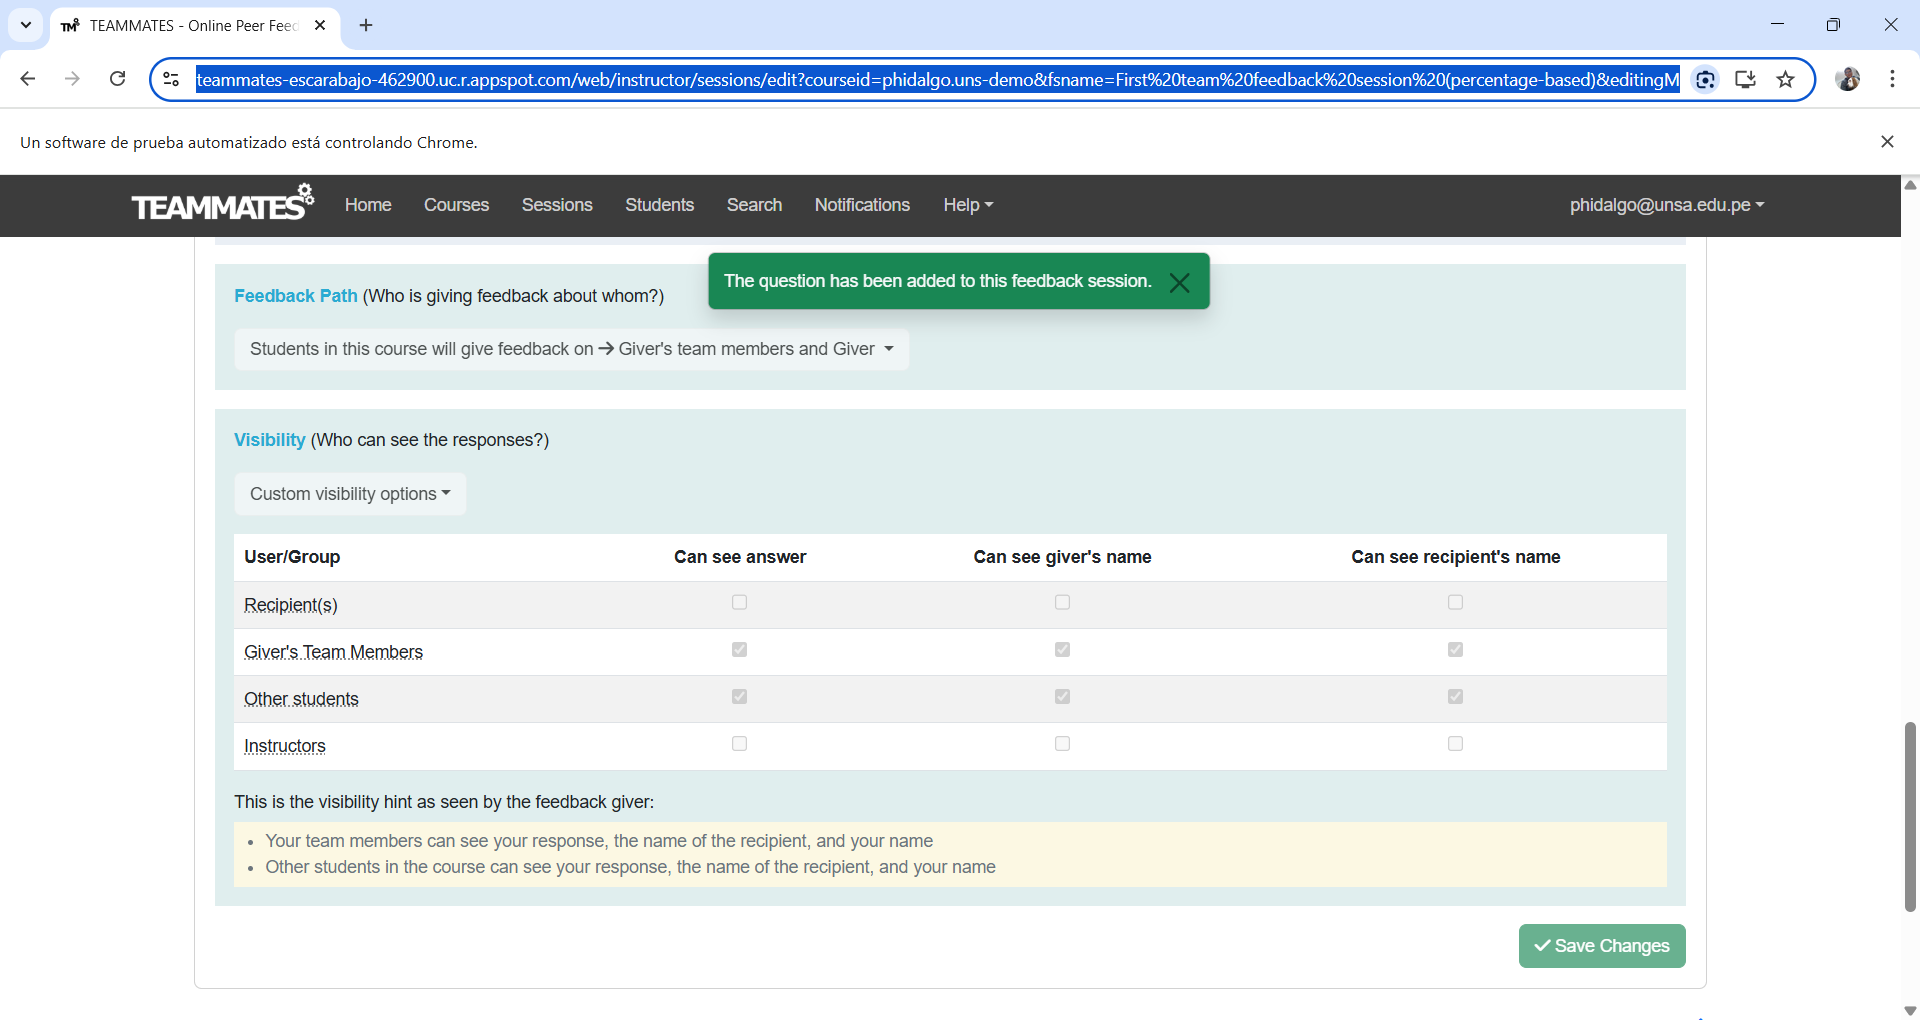 TM TEAMMATES - Online Peer Feed
teammates-escarabajo-462900.uc.r.appspot.com/web/instructor/sessions/edit?courseid=phidalgo.uns-demo&fsname=First%20team%20feedback%20session%20(percentage-based)&editingM
Un software de prueba automatizado está controlando Chrome.
TEAMMATES Home Courses Sessions Students Search Notifications Help phidalgo@unsa.edu.pe
The question has been added to this feedback session.
Feedback Path (Who is giving feedback about whom?)
Students in this course will give feedback on → Giver's team members and Giver
Visibility (Who can see the responses?)
Custom visibility options
User/Group Can see answer Can see giver's name Can see recipient's name
Recipient(s)
Giver's Team Members
Other students
Instructors
This is the visibility hint as seen by the feedback giver:
• Your team members can see your response, the name of the recipient, and your name
• Other students in the course can see your response, the name of the recipient, and your name
Save Changes